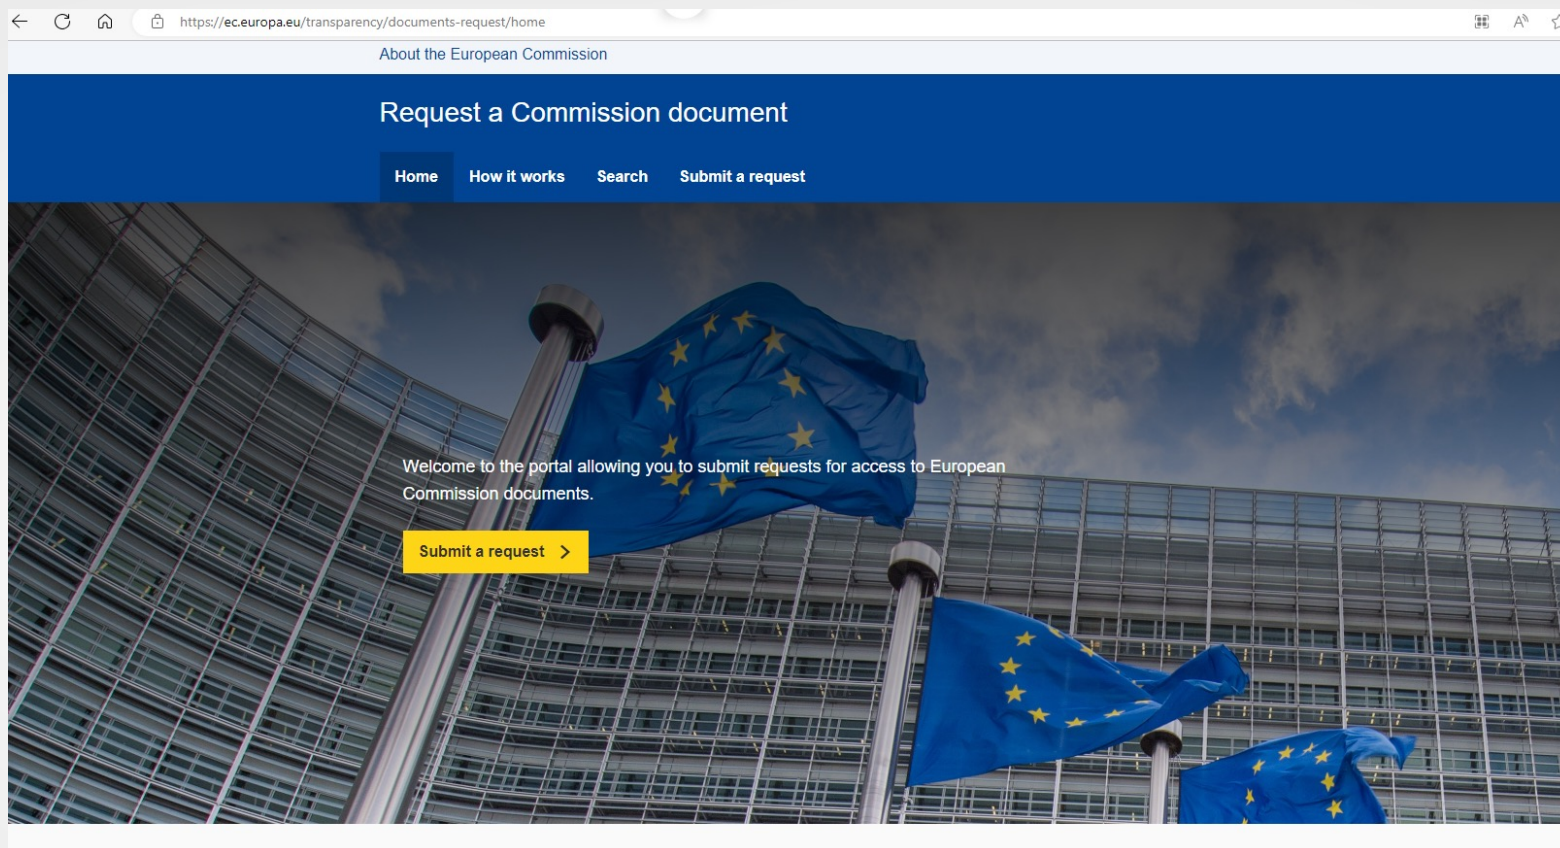 https://ec.europa.eu/transparency/documents-request/home
About the European Commission
Request a Commission document
Home How it works Search Submit a request
Welcome to the portal allowing you to submit requests for access to European
Commission documents.
Submit a request